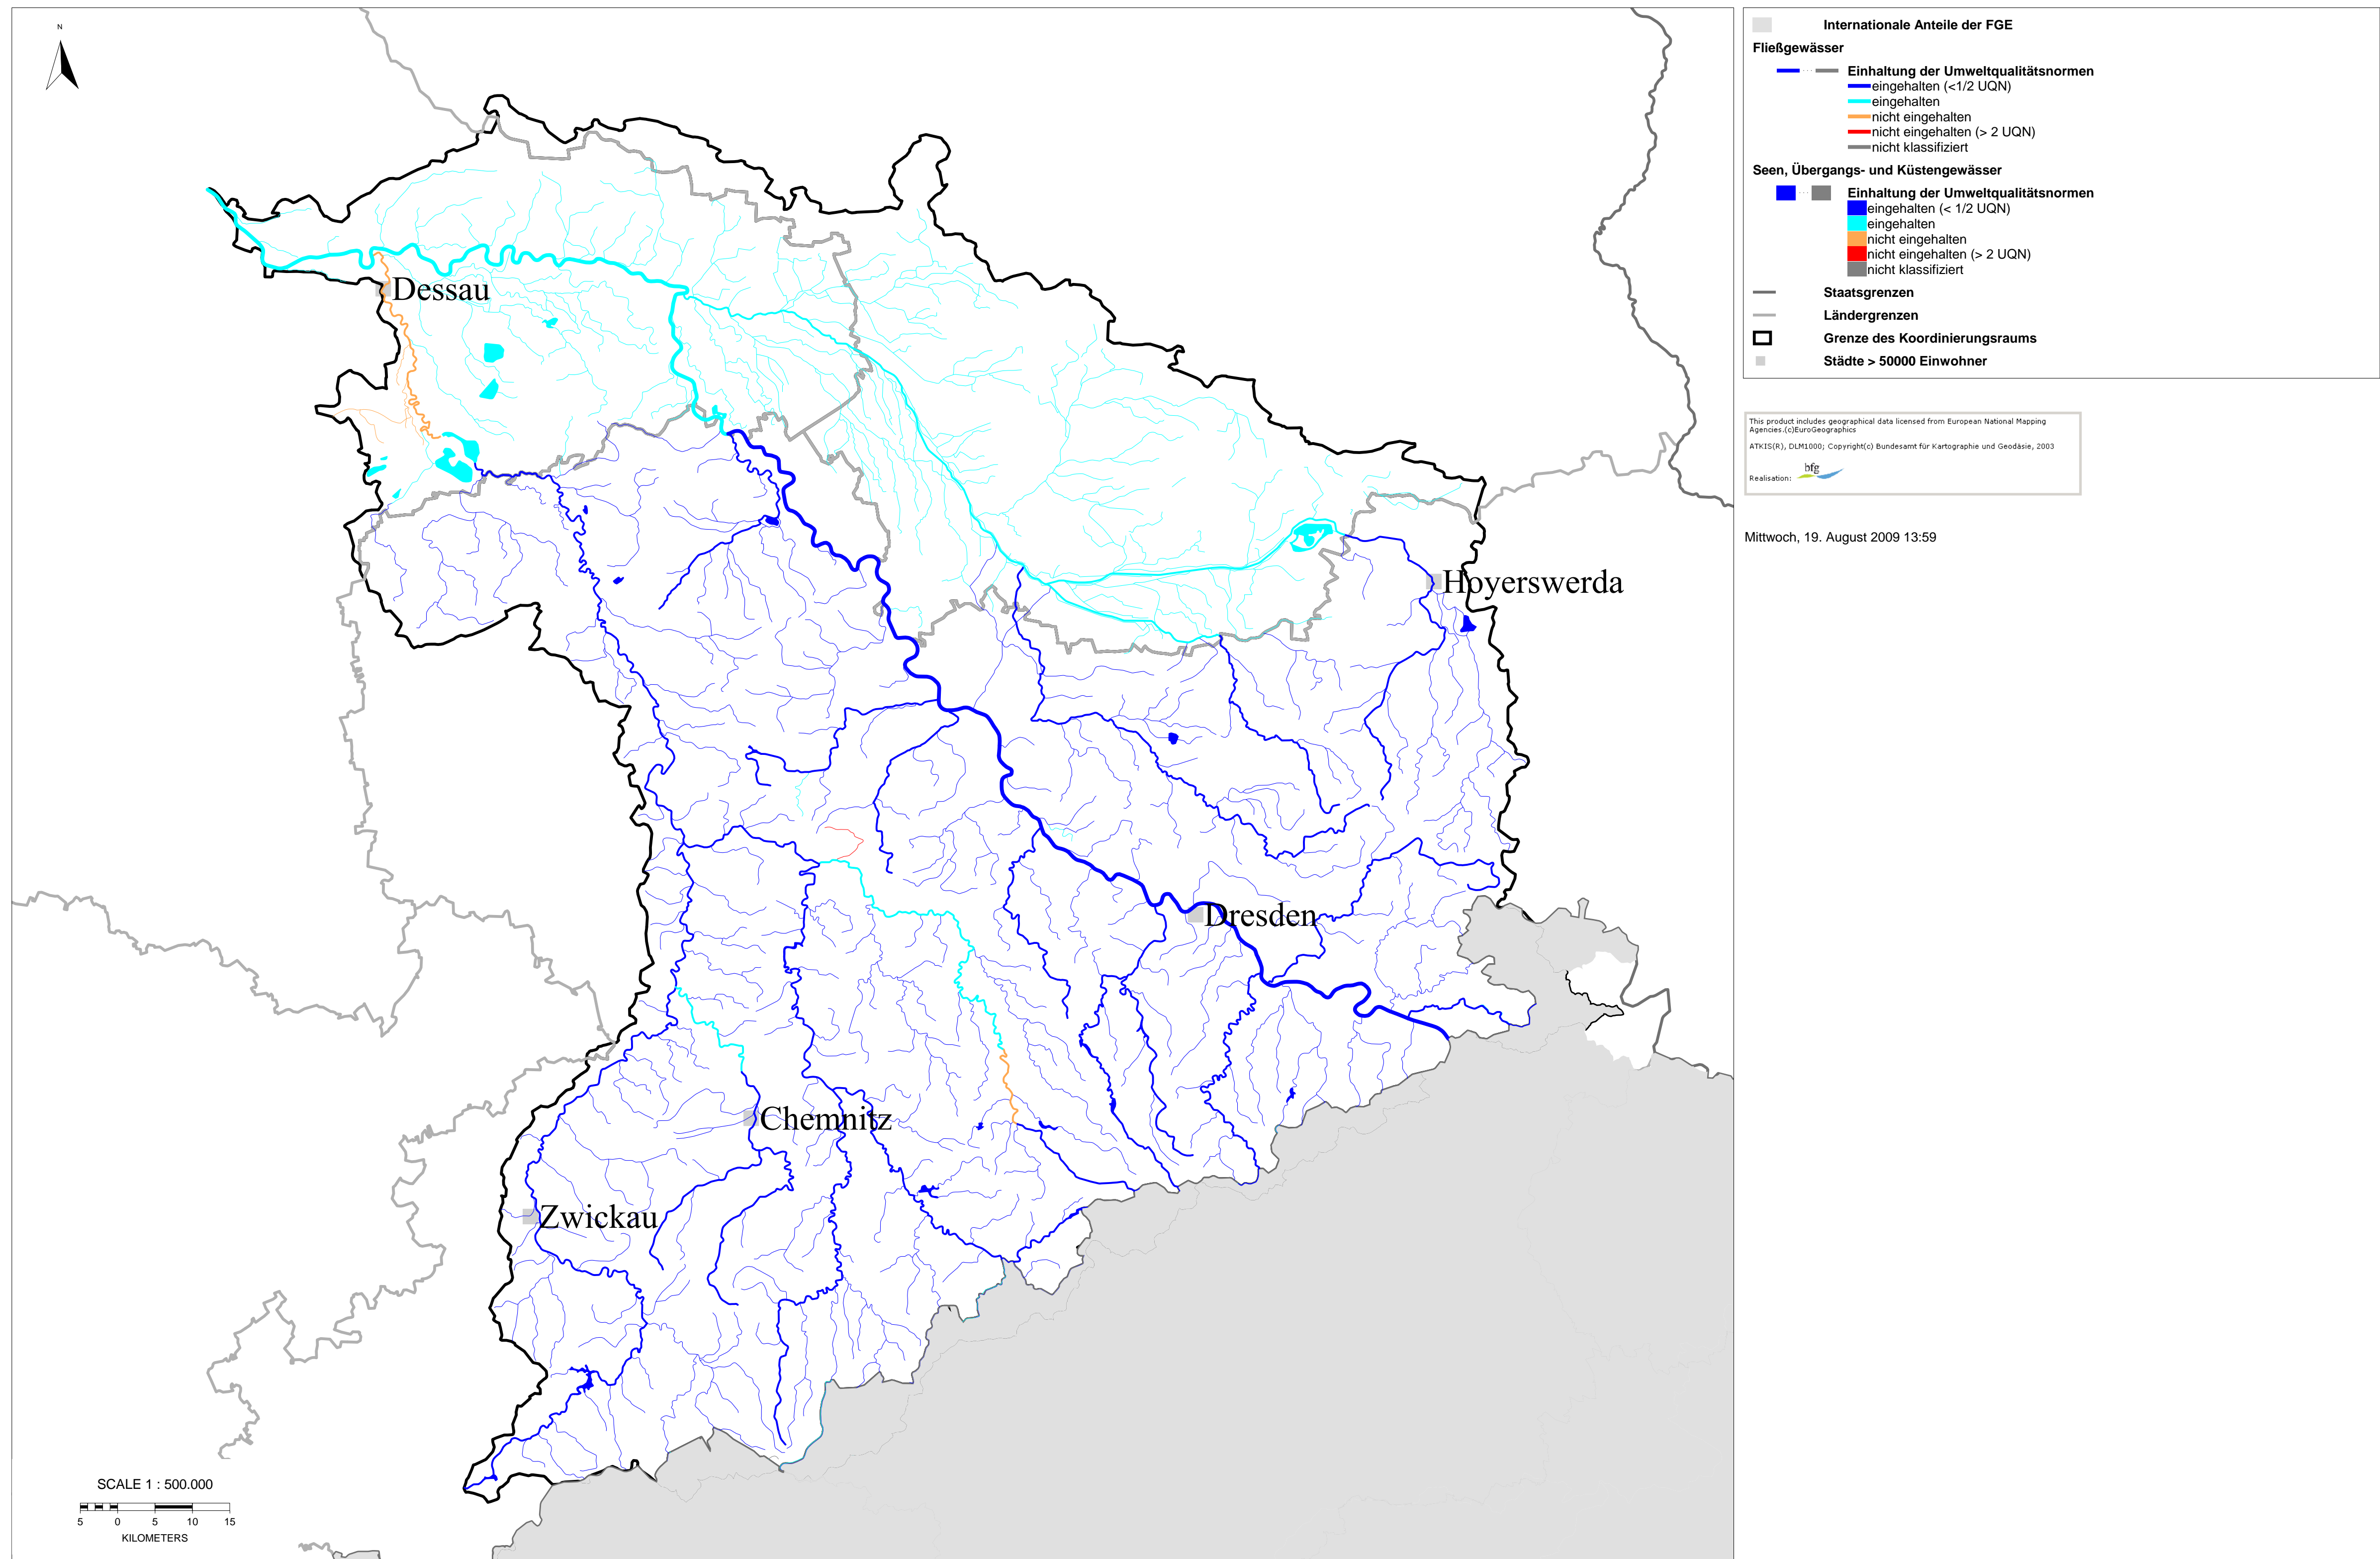 N
Dessau
Hoyerswerda
Dresden
Chemnitz
Zwickau
SCALE 1 : 500.000
5 0 5 10 15
KILOMETERS
Internationale Anteile der FGE
Fließgewässer
Einhaltung der Umweltqualitätsnormen
eingehalten (<1/2 UQN)
eingehalten
nicht eingehalten
nicht eingehalten (> 2 UQN)
nicht klassifiziert
Seen, Übergangs- und Küstengewässer
Einhaltung der Umweltqualitätsnormen
eingehalten (< 1/2 UQN)
eingehalten
nicht eingehalten
nicht eingehalten (> 2 UQN)
nicht klassifiziert
Staatsgrenzen
Ländergrenzen
Grenze des Koordinierungsraums
Städte > 50000 Einwohner
This product includes geographical data licensed from European National Mapping
Agencies.(c)EuroGeographics
ATKIS(R), DLM1000; Copyright(c) Bundesamt für Kartographie und Geodäsie, 2003
Realisation: bfg
Mittwoch, 19. August 2009 13:59